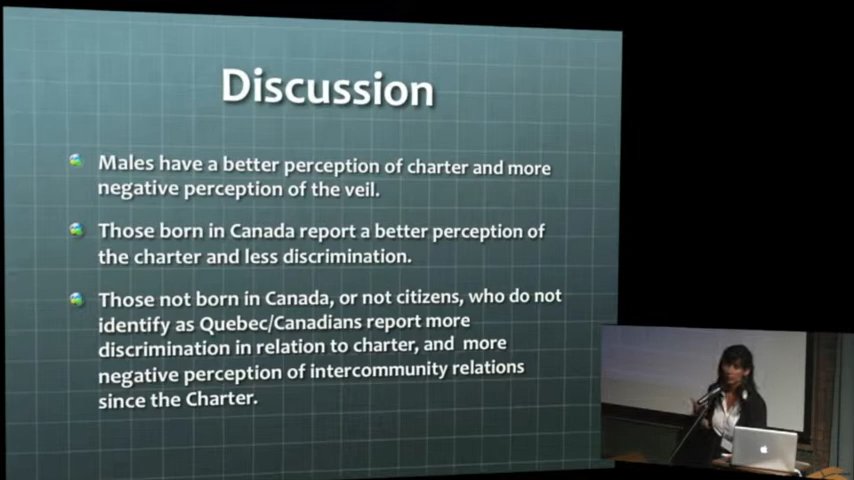 Discussion
Males have a better perception of charter and more
negative perception of the veil.
Those born in Canada report a better perception of
the charter and less discrimination.
Those not born in Canada, or not citizens, who do not
identify as Quebec/Canadians report more
discrimination in relation to charter, and more
negative perception of intercommunity relations
since the Charter.